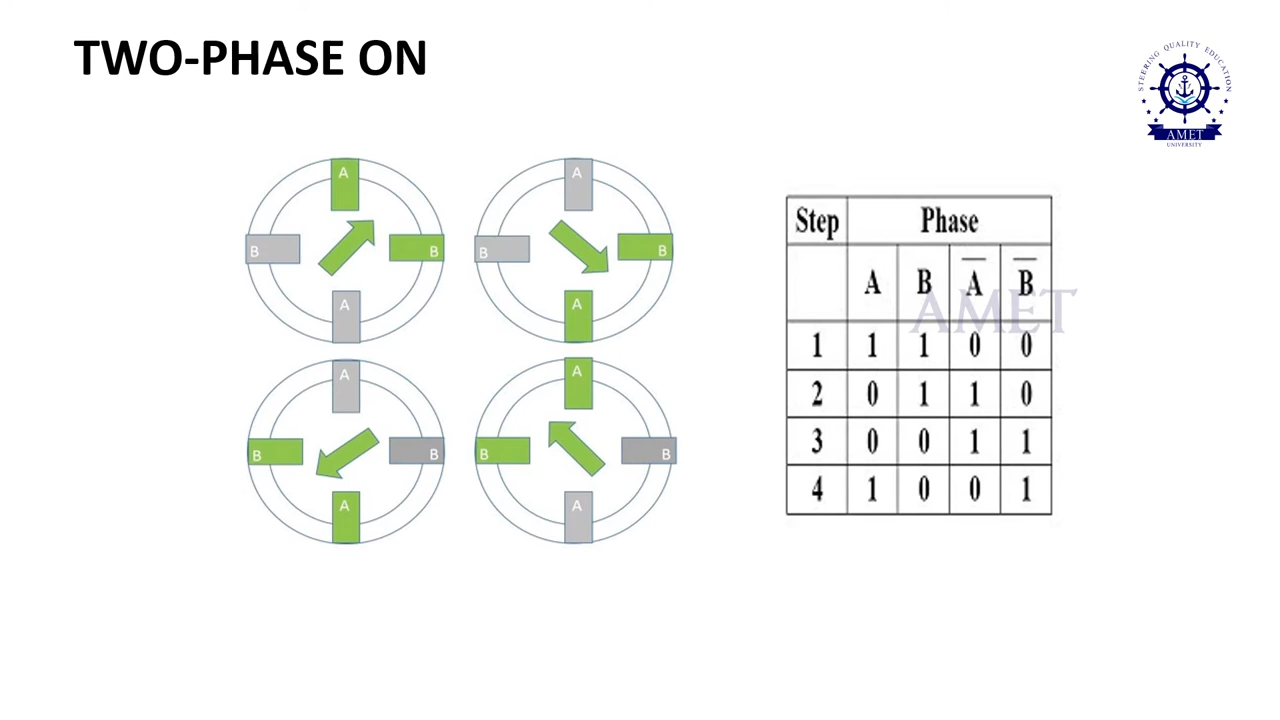 TWO-PHASE ON
STEERING QUALITY EDUCATION
AMET
UNIVERSITY
A
B
B
A
A
B
B
A
A
B
B
A
A
B
B
A
Step Phase
A B A̅ B̅
AMET
1 1 1 0 0
2 0 1 1 0
3 0 0 1 1
4 1 0 0 1